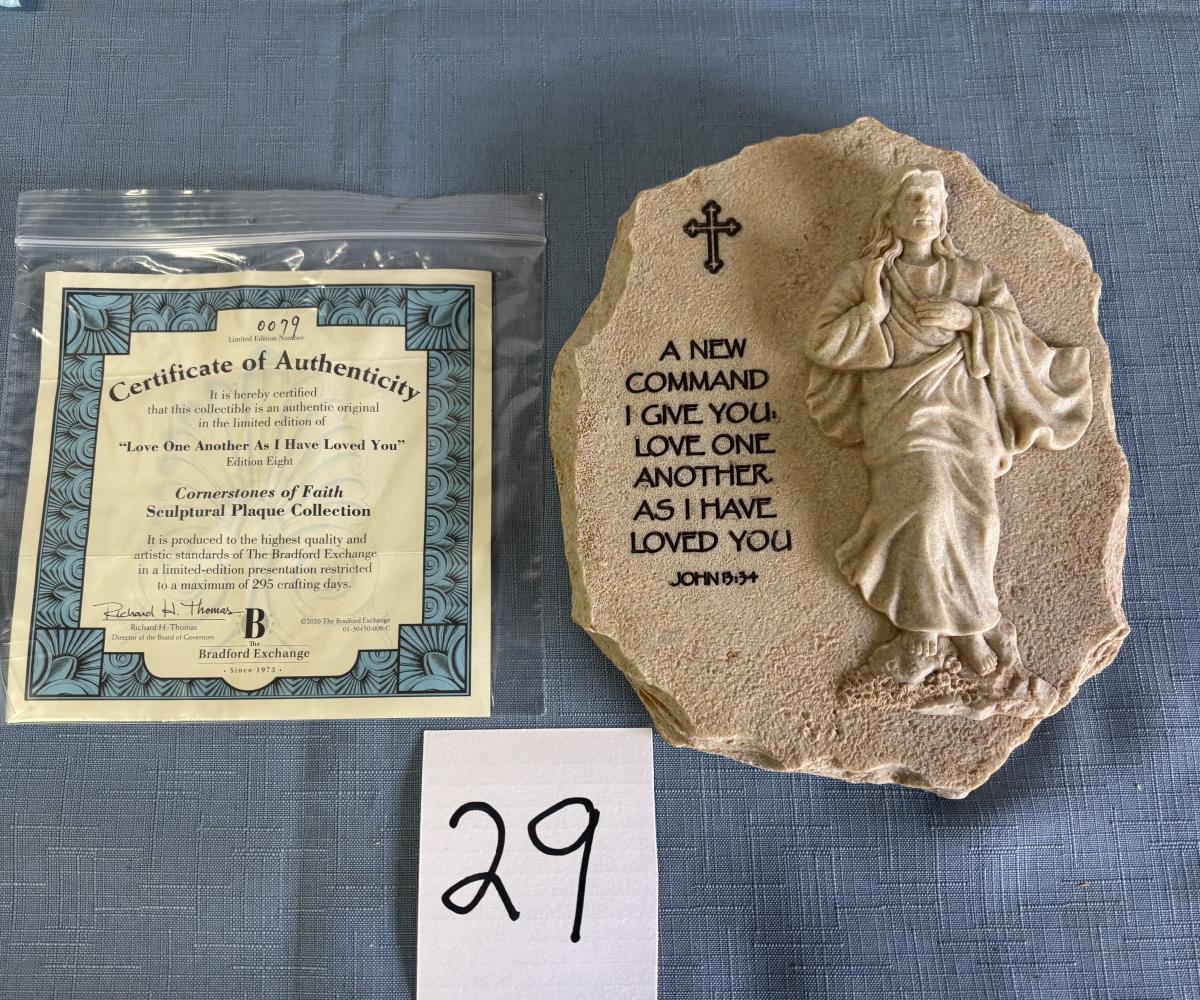 0079
Limited Edition Number
Certificate of Authenticity
It is hereby certified
that this collectible is an authentic original
in the limited edition of
“Love One Another As I Have Loved You”
Edition Eight
Cornerstones of Faith
Sculptural Plaque Collection
It is produced to the highest quality and
artistic standards of The Bradford Exchange
in a limited-edition presentation restricted
to a maximum of 295 crafting days.
Richard H. Thomas
Richard H. Thomas
Director of the Board of Governors
B
The
Bradford Exchange
· Since 1973 ·
©2020 The Bradford Exchange
01-30450-008-C
A NEW
COMMAND
I GIVE YOU:
LOVE ONE
ANOTHER
AS I HAVE
LOVED YOU
JOHN 13:34
29